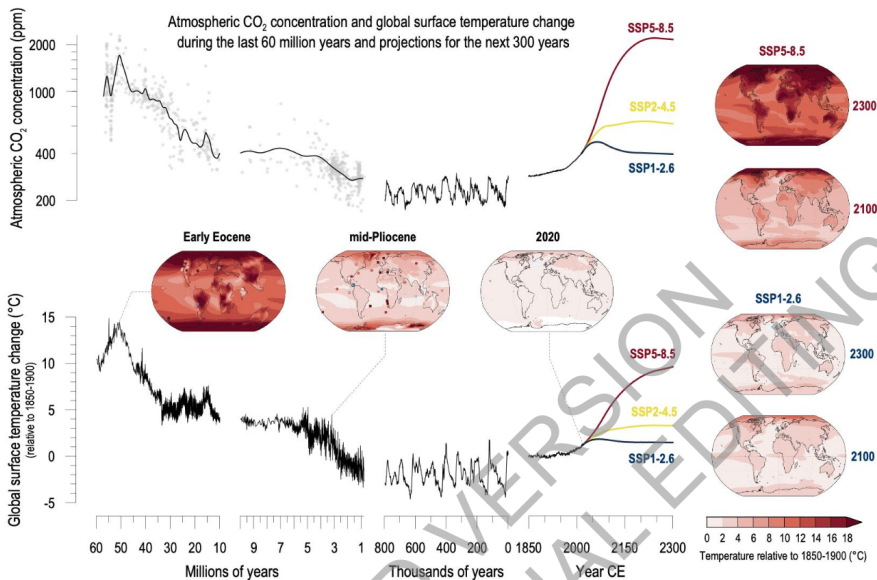 Atmospheric CO₂ concentration and global surface temperature change
during the last 60 million years and projections for the next 300 years
Atmospheric CO₂ concentration (ppm)
2300
1000
400
200
SSP5-8.5
SSP2-4.5
SSP1-2.6
SSP5-8.5
2300
2100
Early Eocene
mid-Pliocene
2020
SSP1-2.6
2300
2100
Global surface temperature change (°C)
(relative to 1850-1900)
15
10
5
0
-5
SSP5-8.5
SSP2-4.5
SSP1-2.6
60 50 40 30 20 10
9 7 5 3 1
800 600 400 200 0
1850 2000 2150 2300
Millions of years
Thousands of years
Year CE
0 2 4 6 8 10 12 14 16 18
Temperature relative to 1850-1900 (°C)
VERSION
EDITING